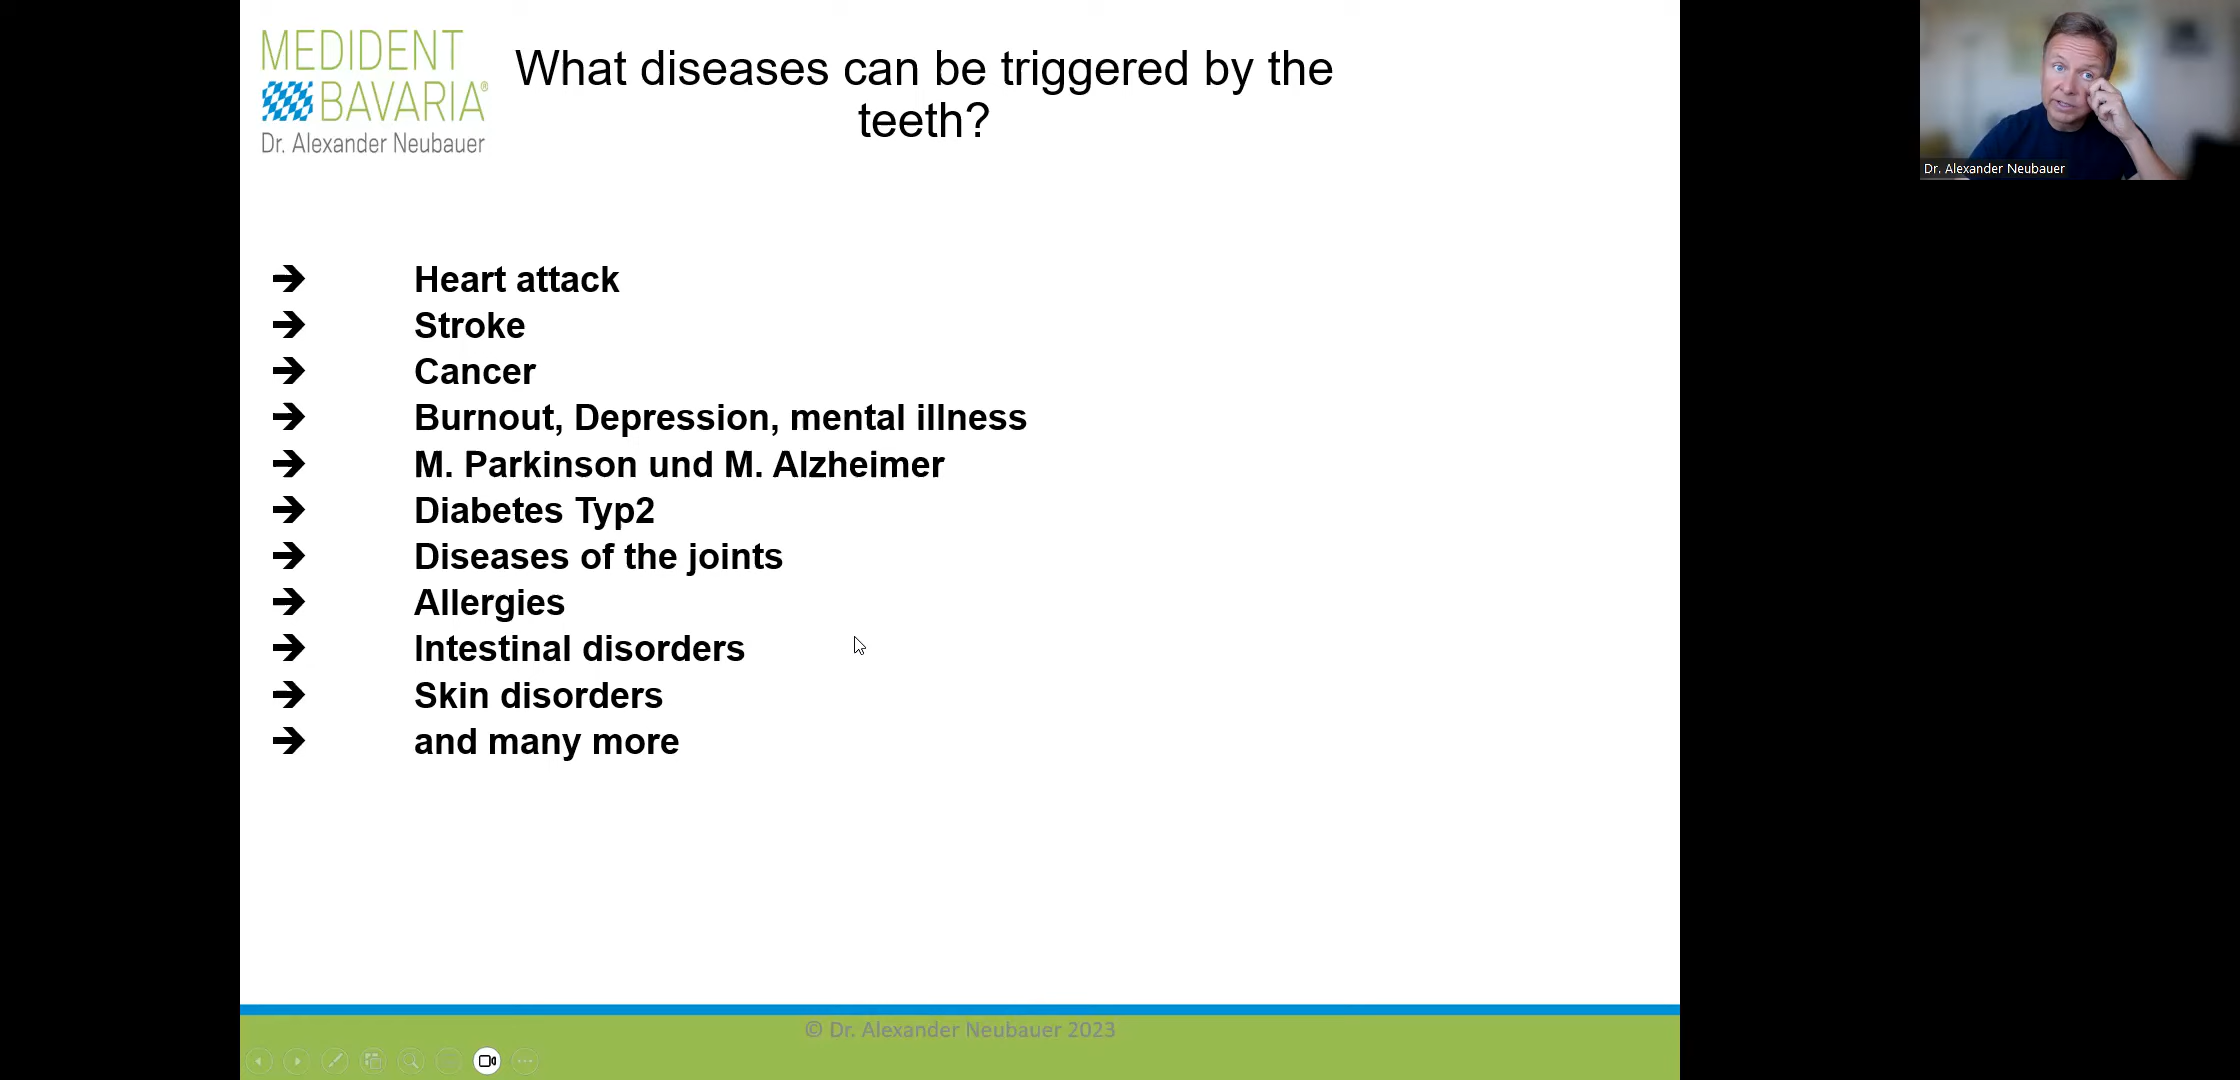 MEDIDENT
BAVARIA®
Dr. Alexander Neubauer
What diseases can be triggered by the
teeth?
Dr. Alexander Neubauer
➔ Heart attack
➔ Stroke
➔ Cancer
➔ Burnout, Depression, mental illness
➔ M. Parkinson und M. Alzheimer
➔ Diabetes Typ2
➔ Diseases of the joints
➔ Allergies
➔ Intestinal disorders
➔ Skin disorders
➔ and many more
© Dr. Alexander Neubauer 2023